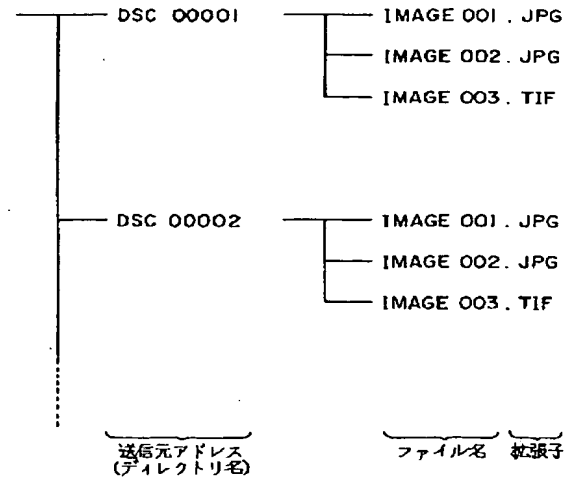 DSC 00001
IMAGE 001 . JPG
IMAGE 002 . JPG
IMAGE 003 . TIF
DSC 00002
IMAGE 001 . JPG
IMAGE 002 . JPG
IMAGE 003 . TIF
送信元アドレス
(ディレクトリ名)
ファイル名
拡張子